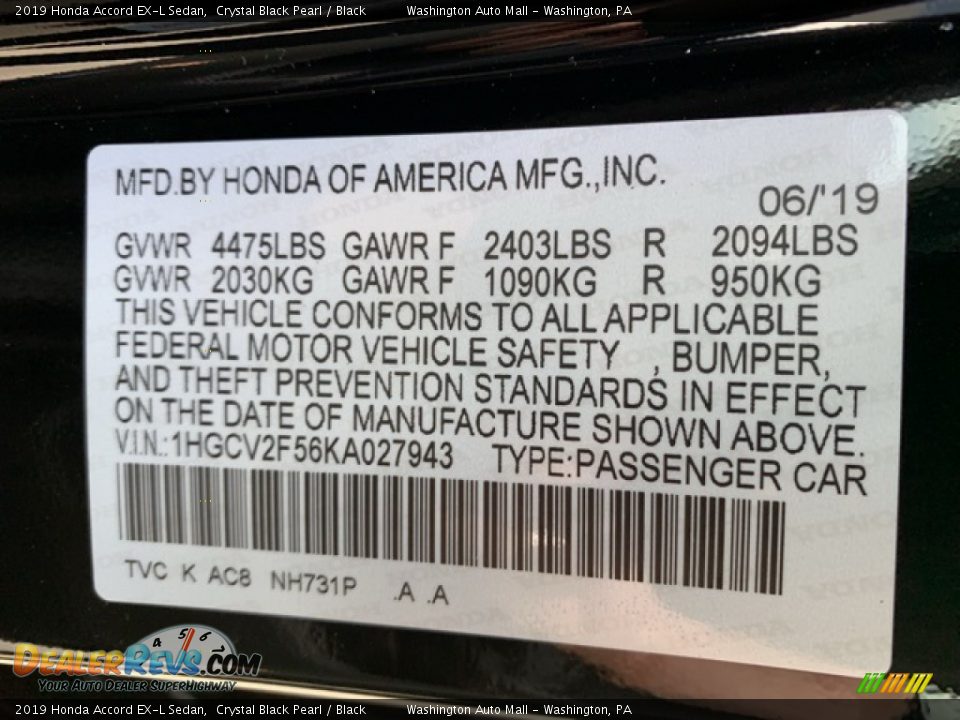 2019 Honda Accord EX-L Sedan, Crystal Black Pearl / Black Washington Auto Mall - Washington, PA
MFD.BY HONDA OF AMERICA MFG.,INC.
06/'19
GVWR 4475LBS GAWR F 2403LBS R 2094LBS
GVWR 2030KG GAWR F 1090KG R 950KG
THIS VEHICLE CONFORMS TO ALL APPLICABLE
FEDERAL MOTOR VEHICLE SAFETY , BUMPER,
AND THEFT PREVENTION STANDARDS IN EFFECT
ON THE DATE OF MANUFACTURE SHOWN ABOVE.
V.I.N.:1HGCV2F56KA027943 TYPE:PASSENGER CAR
TVC K AC8 NH731P .A .A
4 5 6
DEALERREVS.COM
YOUR AUTO DEALER SUPERHIGHWAY
2019 Honda Accord EX-L Sedan, Crystal Black Pearl / Black Washington Auto Mall - Washington, PA